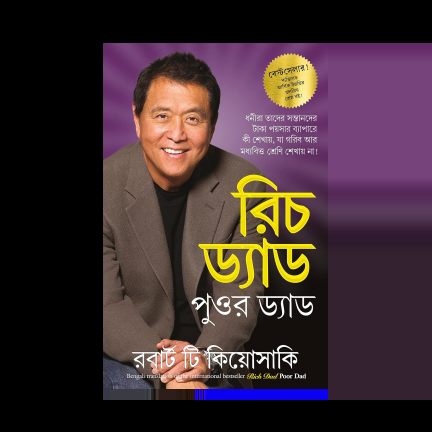 বেস্টসেলার!
ধনীরা তাদের সন্তানদের
টাকা পয়সার ব্যাপারে
কী শেখায়, যা গরিব আর
মধ্যবিত্ত শ্রেণি শেখায় না!
রিচ
ড্যাড
পুওর ড্যাড
রবার্ট টি কিয়োসাকি
Bengali translation of the international bestseller Rich Dad Poor Dad